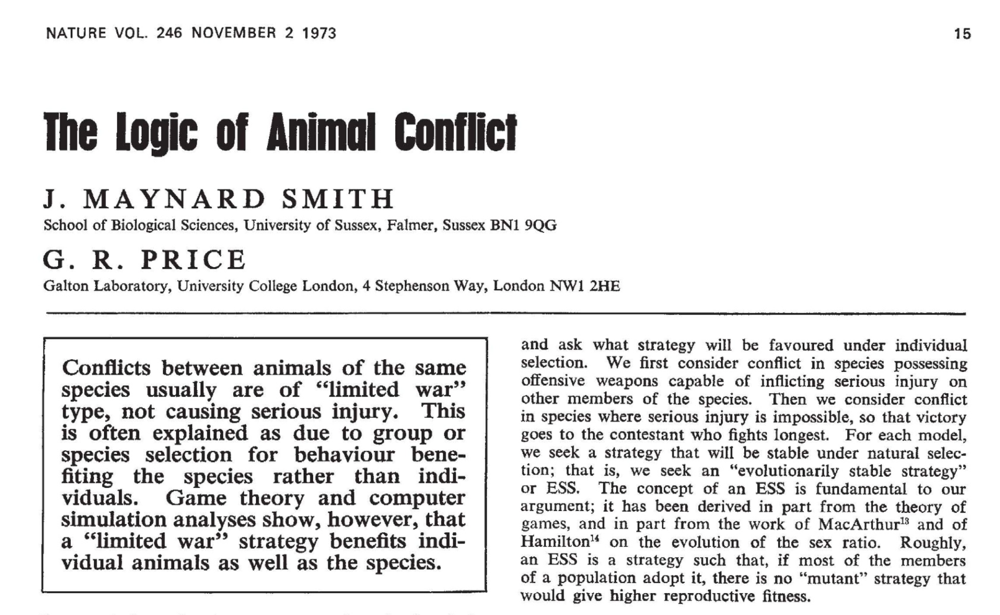 NATURE VOL. 246 NOVEMBER 2 1973
15
The Logic of Animal Conflict
J. MAYNARD SMITH
School of Biological Sciences, University of Sussex, Falmer, Sussex BN1 9QG
G. R. PRICE
Galton Laboratory, University College London, 4 Stephenson Way, London NW1 2HE
Conflicts between animals of the same
species usually are of “limited war”
type, not causing serious injury. This
is often explained as due to group or
species selection for behaviour bene-
fiting the species rather than indi-
viduals. Game theory and computer
simulation analyses show, however, that
a “limited war” strategy benefits indi-
vidual animals as well as the species.
and ask what strategy will be favoured under individual
selection. We first consider conflict in species possessing
offensive weapons capable of inflicting serious injury on
other members of the species. Then we consider conflict
in species where serious injury is impossible, so that victory
goes to the contestant who fights longest. For each model,
we seek a strategy that will be stable under natural selec-
tion; that is, we seek an “evolutionarily stable strategy”
or ESS. The concept of an ESS is fundamental to our
argument; it has been derived in part from the theory of
games, and in part from the work of MacArthur¹³ and of
Hamilton¹⁴ on the evolution of the sex ratio. Roughly,
an ESS is a strategy such that, if most of the members
of a population adopt it, there is no “mutant” strategy that
would give higher reproductive fitness.